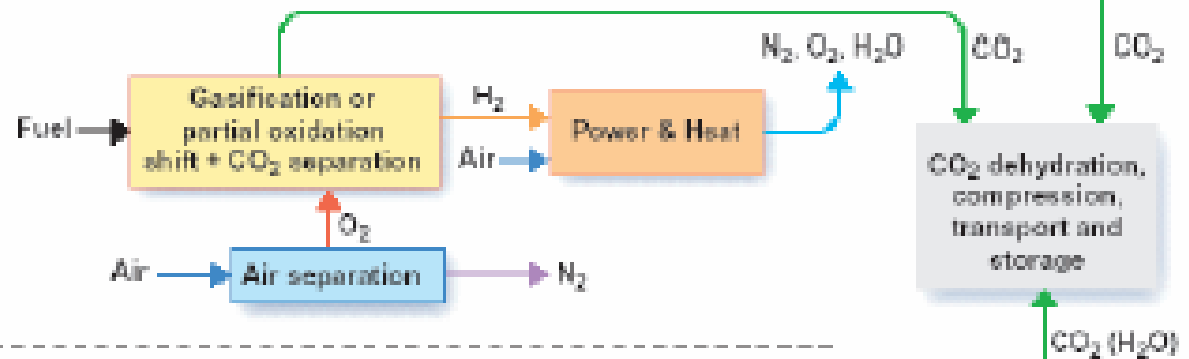 N₂, O₂, H₂O
CO₂
CO₂
Gasification or
partial oxidation
shift + CO₂ separation
Fuel
H₂
Air
Power & Heat
CO₂ dehydration,
compression,
transport and
storage
O₂
Air
Air separation
N₂
CO₂ (H₂O)